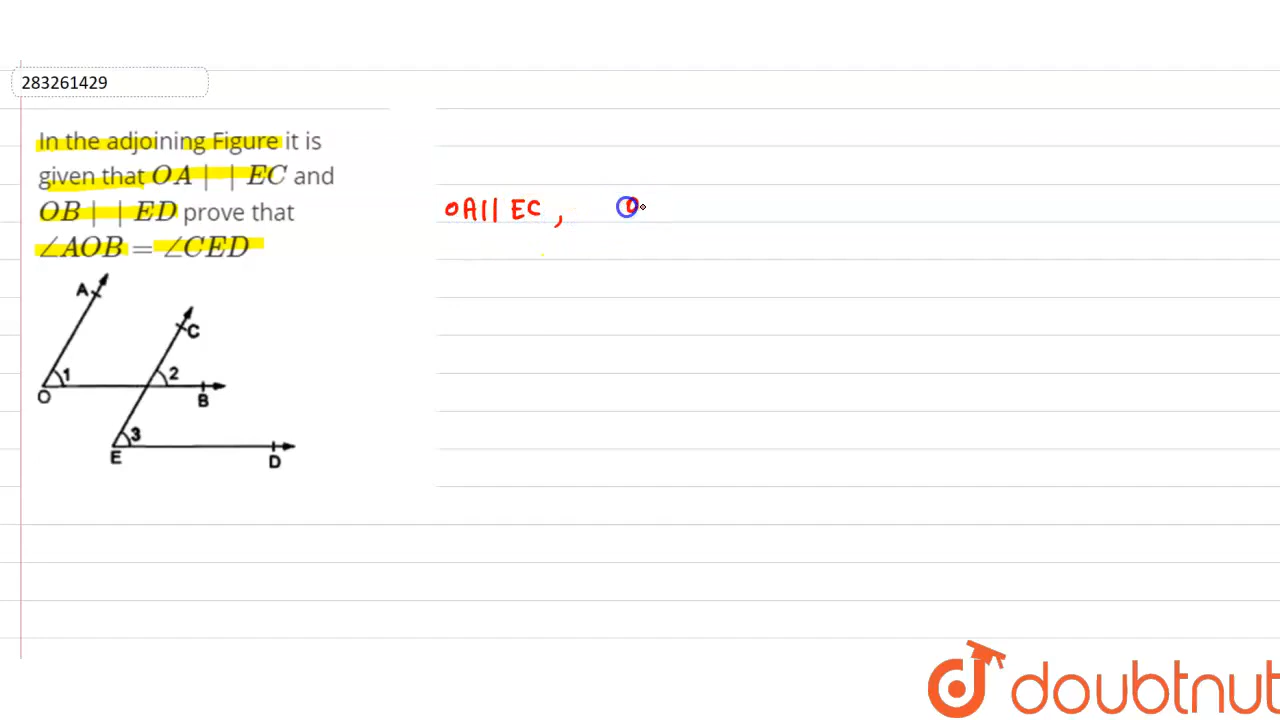 283261429
In the adjoining Figure it is
given that OA | | EC and
OB | | ED prove that
∠AOB = ∠CED
OA|| EC , O
A
C
1
2
O
B
3
E
D
doubtnut